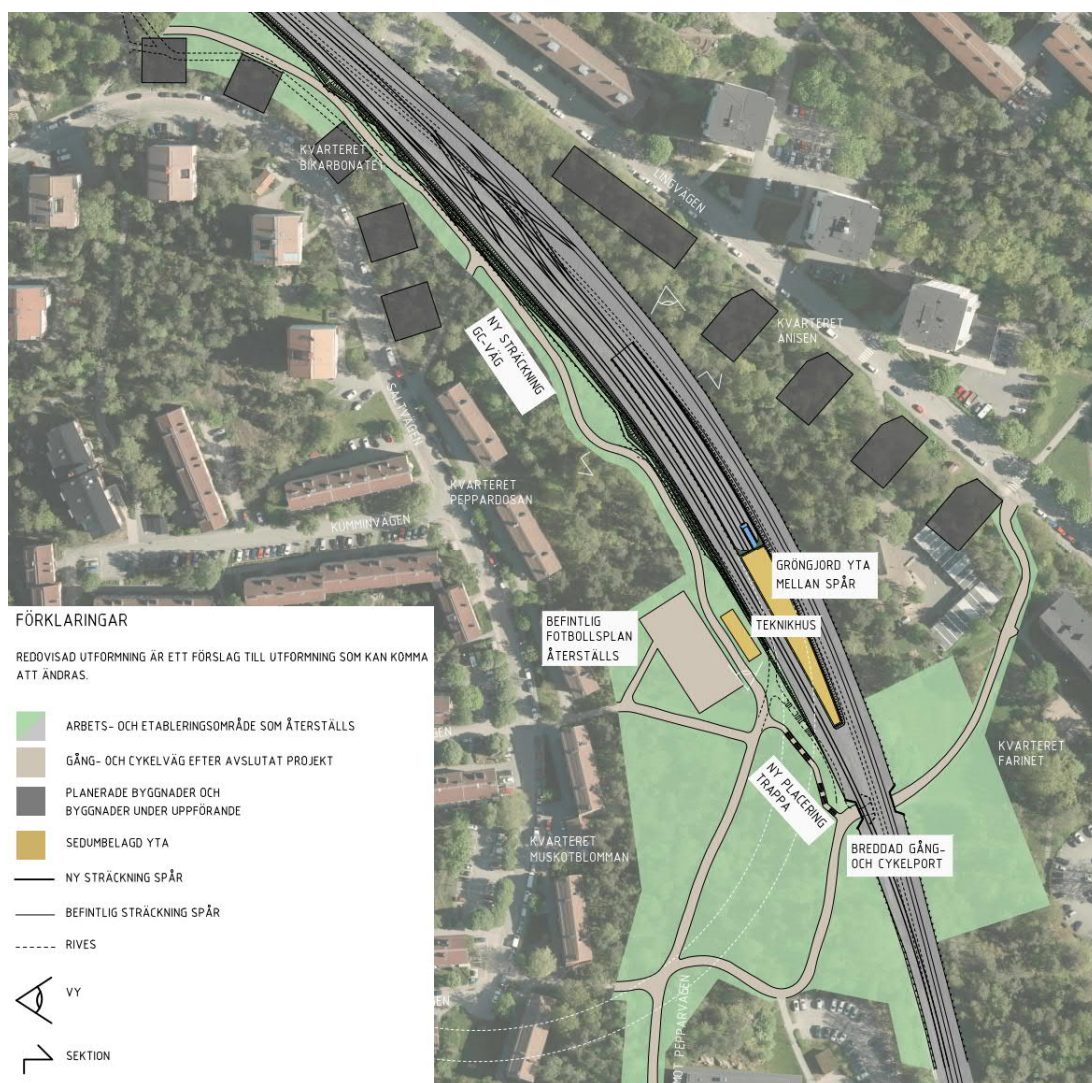 KVARTERET
BIKARBONATET
LINGVÄGEN
NY STRÄCKNING
GC-VÄG
KVARTERET
ANISEN
SALTVÄGEN
KVARTERET
PEPPARDOSAN
KUMMINVÄGEN
GRÖNGJORD YTA
MELLAN SPÅR
BEFINTLIG
FOTBOLLSPLAN
ÅTERSTÄLLS
TEKNIKHUS
KVARTERET
FARINET
NY PLACERING
TRAPPA
KVARTERET
MUSKOTBLOMMAN
BREDDAD GÅNG-
OCH CYKELPORT
MOT PEPPARVÄGEN
FÖRKLARINGAR
REDOVISAD UTFORMNING ÄR ETT FÖRSLAG TILL UTFORMNING SOM KAN KOMMA
ATT ÄNDRAS.
ARBETS- OCH ETABLERINGSOMRÅDE SOM ÅTERSTÄLLS
GÅNG- OCH CYKELVÄG EFTER AVSLUTAT PROJEKT
PLANERADE BYGGNADER OCH
BYGGNADER UNDER UPPFÖRANDE
SEDUMBELAGD YTA
NY STRÄCKNING SPÅR
BEFINTLIG STRÄCKNING SPÅR
RIVES
VY
SEKTION